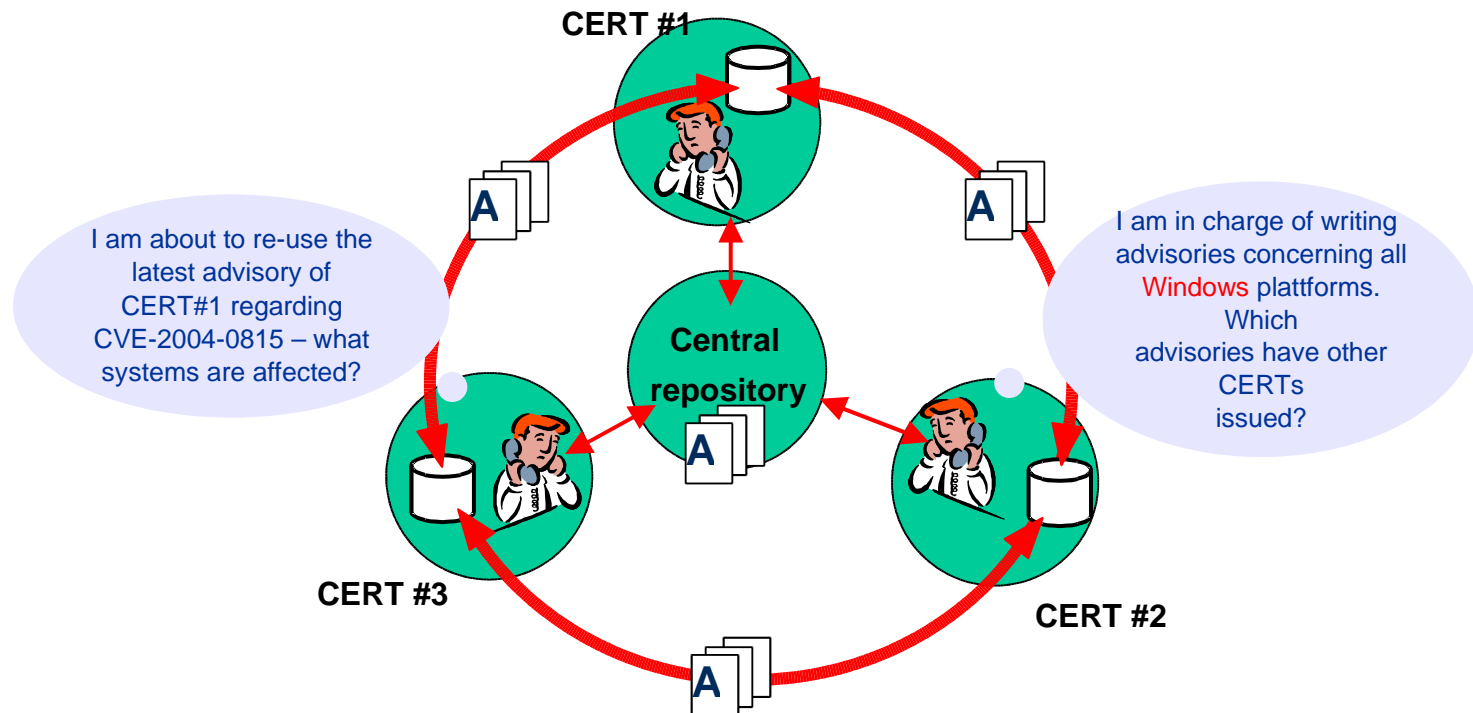 CERT #1
A
A
I am about to re-use the
latest advisory of
CERT#1 regarding
CVE-2004-0815 – what
systems are affected?
I am in charge of writing
advisories concerning all
Windows plattforms.
Which
advisories have other
CERTs
issued?
Central
repository
A
CERT #3
CERT #2
A